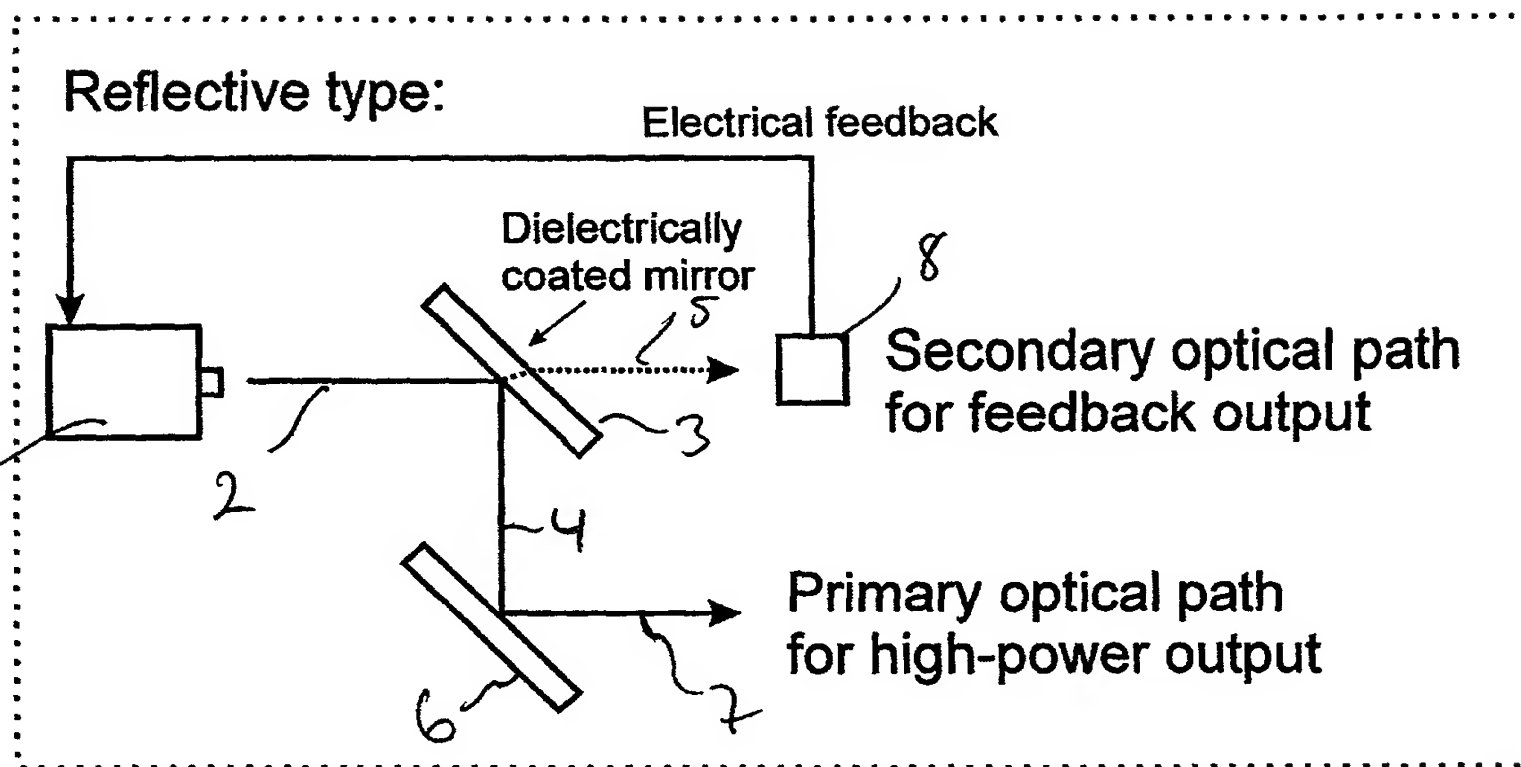 Reflective type:
Electrical feedback
Dielectrically
coated mirror
5
8
Secondary optical path
for feedback output
3
2
4
Primary optical path
for high-power output
6
7